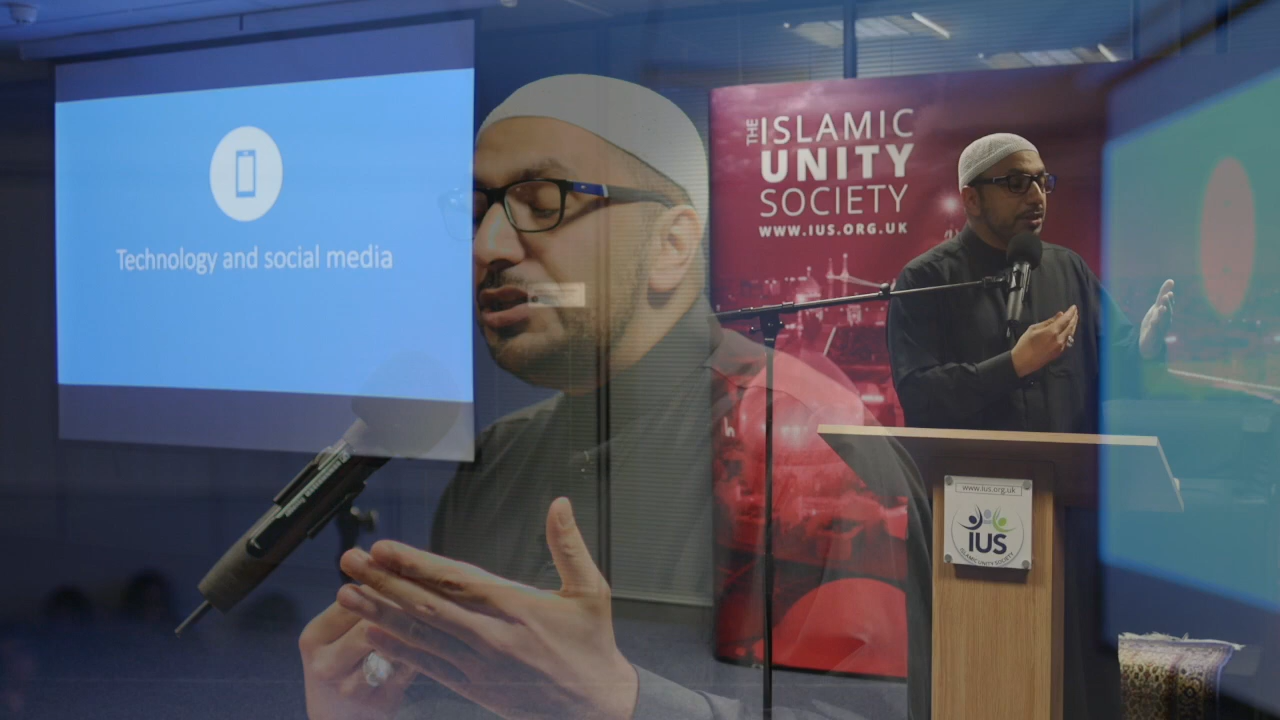 Technology and social media
THE ISLAMIC
UNITY
SOCIETY
WWW.IUS.ORG.UK
www.ius.org.uk
IUS
ISLAMIC UNITY SOCIETY